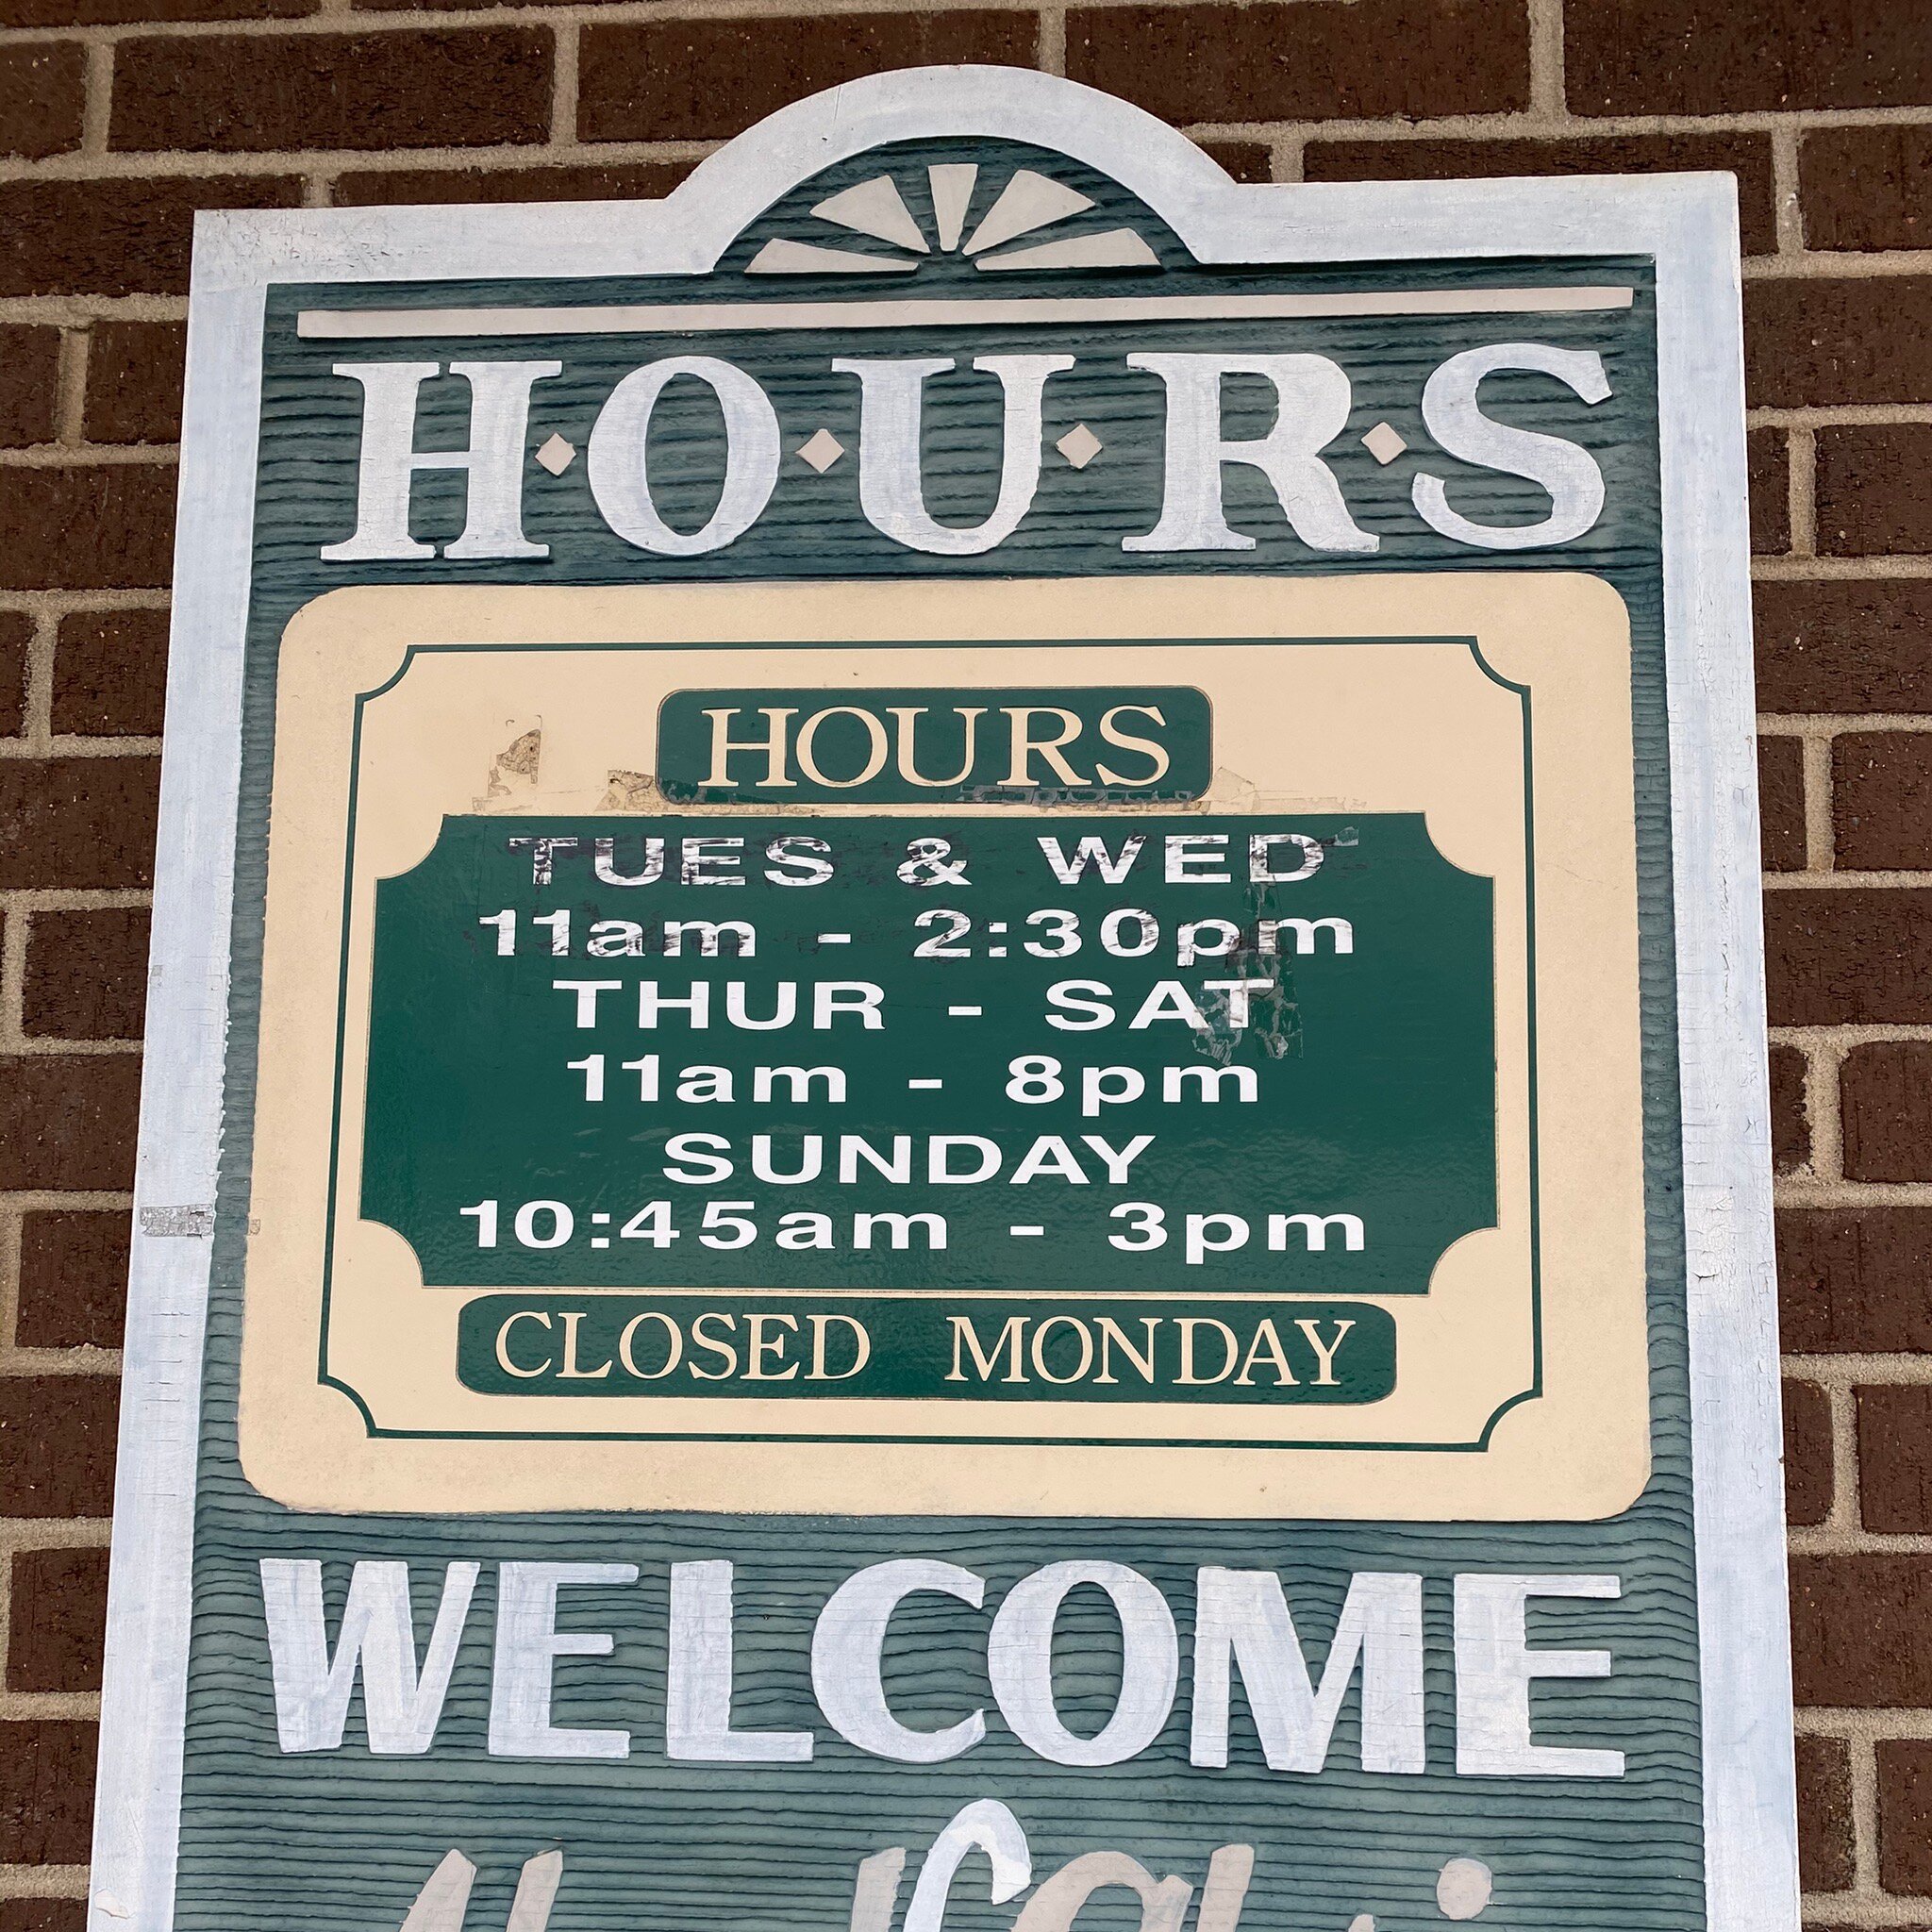 H·O·U·R·S
HOURS
TUES & WED
11am - 2:30pm
THUR - SAT
11am - 8pm
SUNDAY
10:45am - 3pm
CLOSED MONDAY
WELCOME